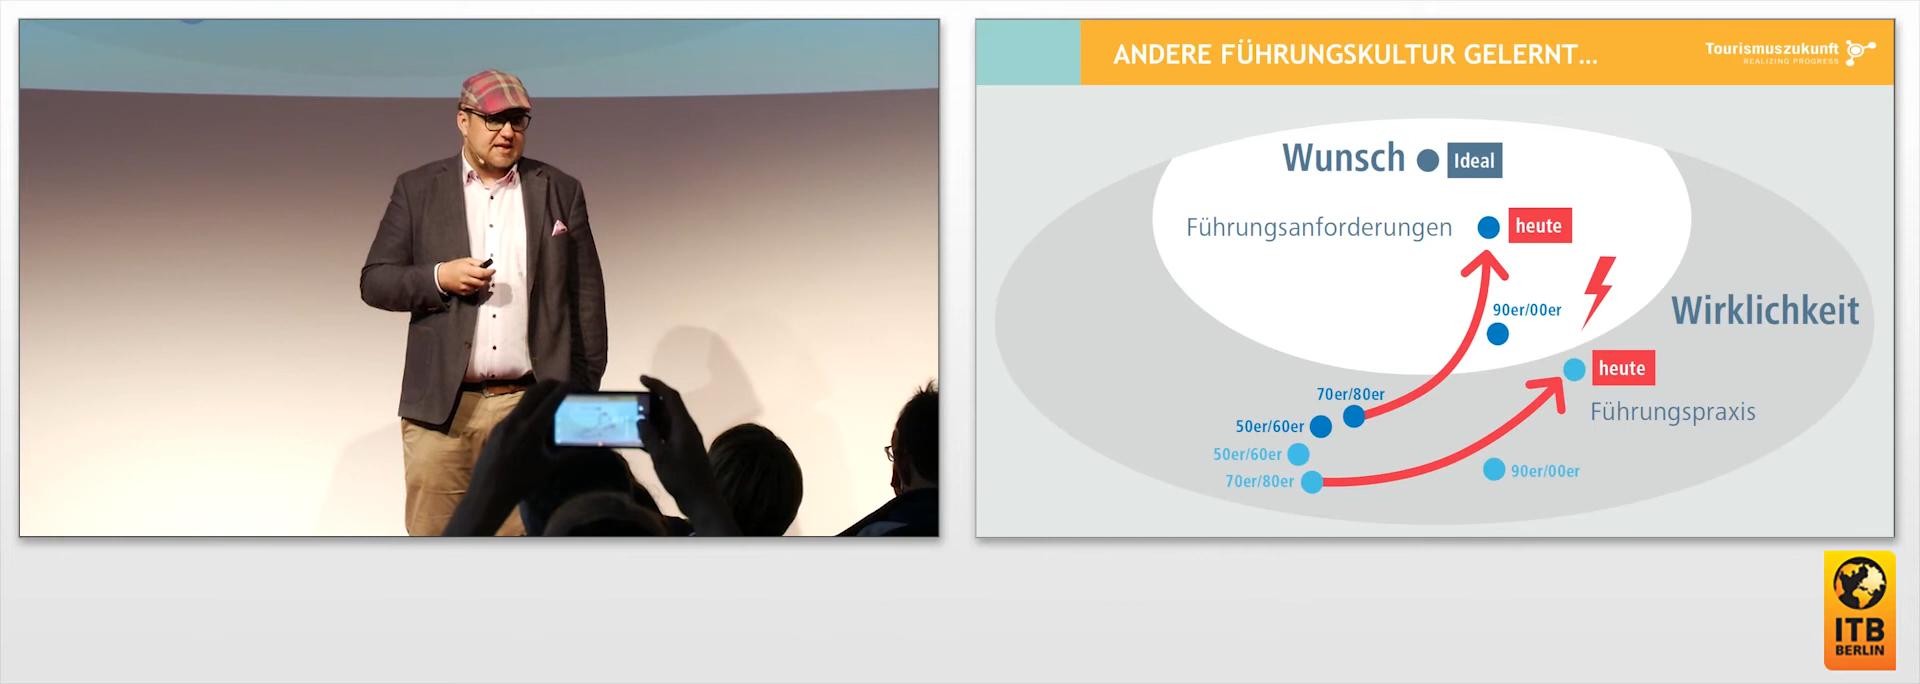 ANDERE FÜHRUNGSKULTUR GELERNT...
Tourismuszukunft
REALIZING PROGRESS
Wunsch
Ideal
Führungsanforderungen
heute
90er/00er
Wirklichkeit
heute
70er/80er
Führungspraxis
50er/60er
50er/60er
70er/80er
90er/00er
ITB
BERLIN